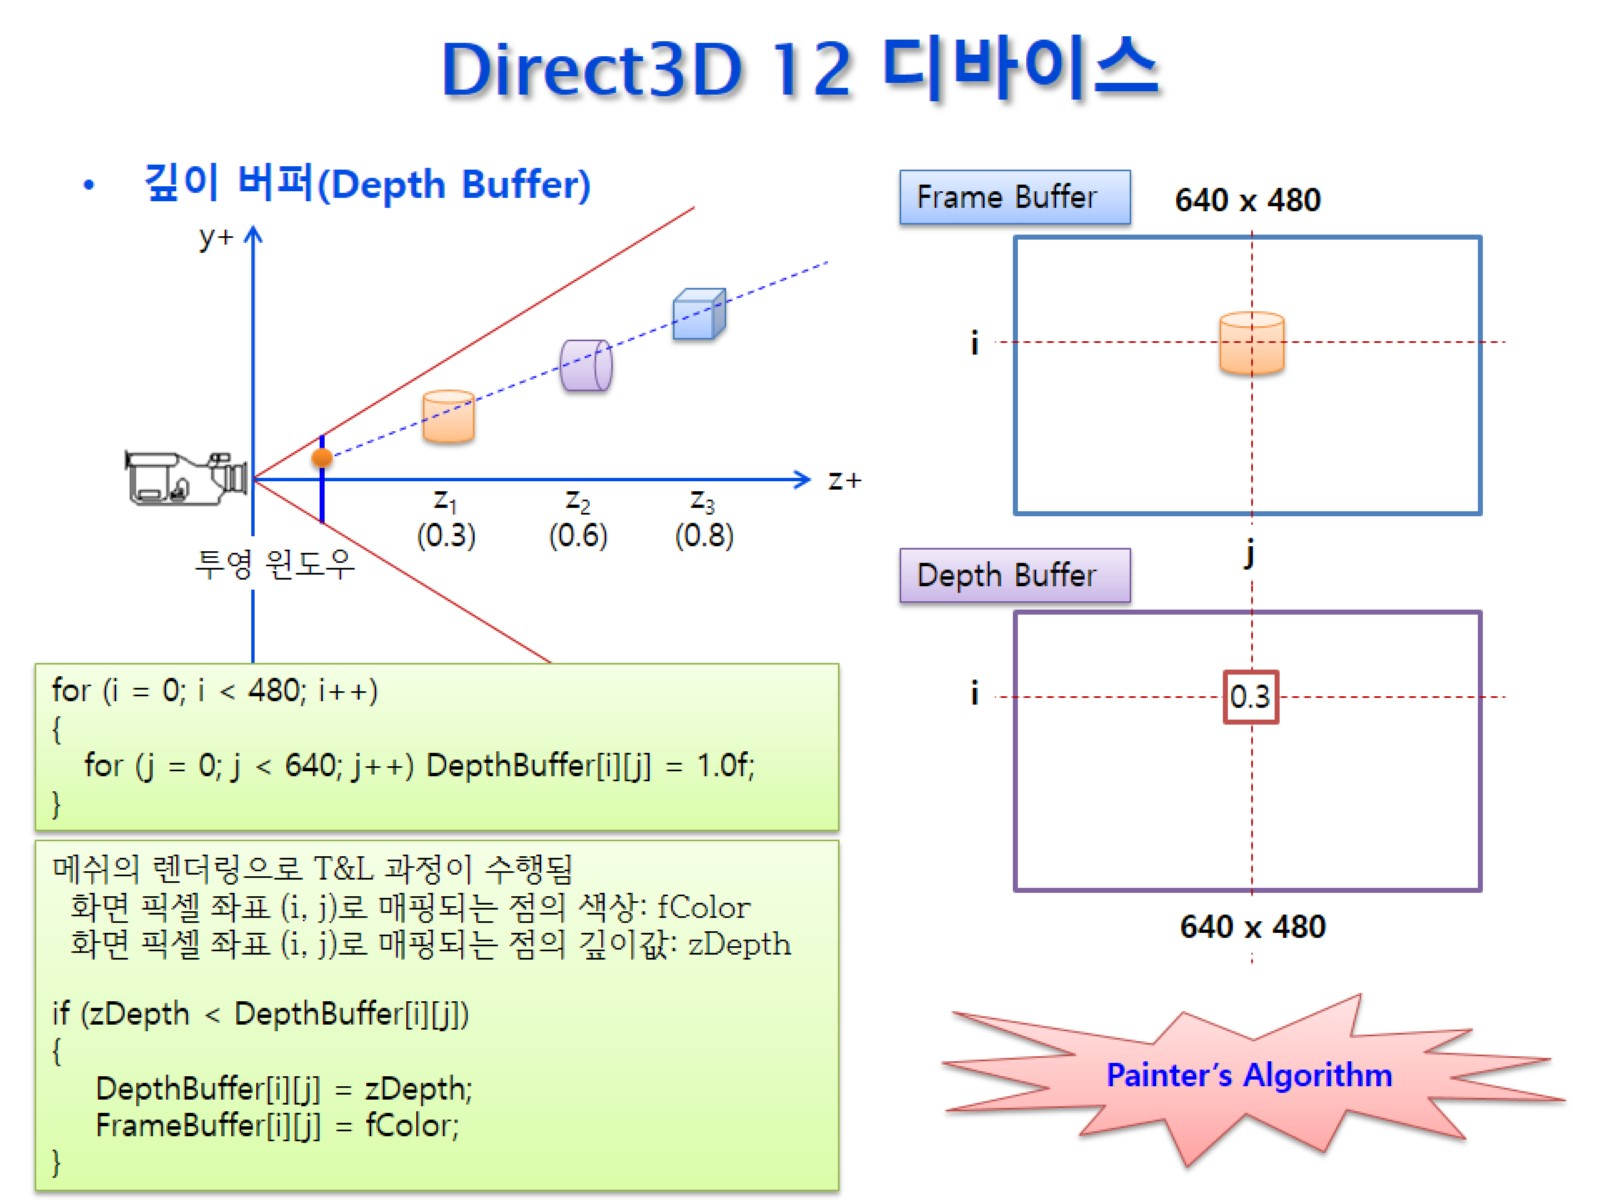 Direct3D 12 디바이스
• 깊이 버퍼(Depth Buffer)
y+
z+
z₁
(0.3)
z₂
(0.6)
z₃
(0.8)
투영 윈도우
for (i = 0; i < 480; i++)
{
for (j = 0; j < 640; j++) DepthBuffer[i][j] = 1.0f;
}
메쉬의 렌더링으로 T&L 과정이 수행됨
화면 픽셀 좌표 (i, j)로 매핑되는 점의 색상: fColor
화면 픽셀 좌표 (i, j)로 매핑되는 점의 깊이값: zDepth
if (zDepth < DepthBuffer[i][j])
{
DepthBuffer[i][j] = zDepth;
FrameBuffer[i][j] = fColor;
}
Frame Buffer
640 x 480
i
j
Depth Buffer
i
0.3
640 x 480
Painter’s Algorithm